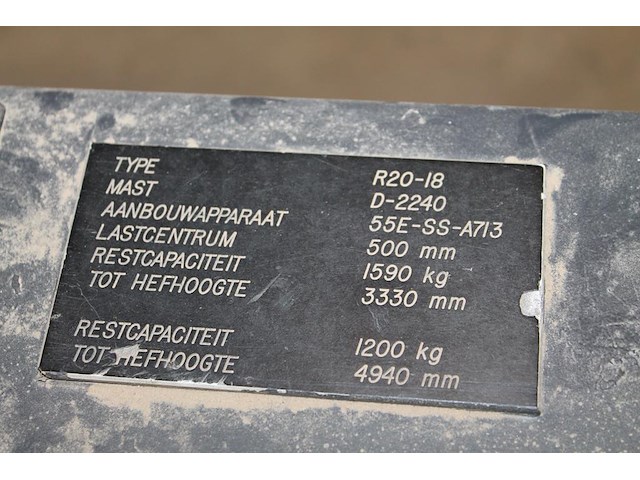 TYPE R20-18
MAST D-2240
AANBOUWAPPARAAT 55E-SS-A713
LASTCENTRUM 500 mm
RESTCAPACITEIT 1590 kg
TOT HEFHOOGTE 3330 mm
RESTCAPACITEIT 1200 kg
TOT HEFHOOGTE 4940 mm